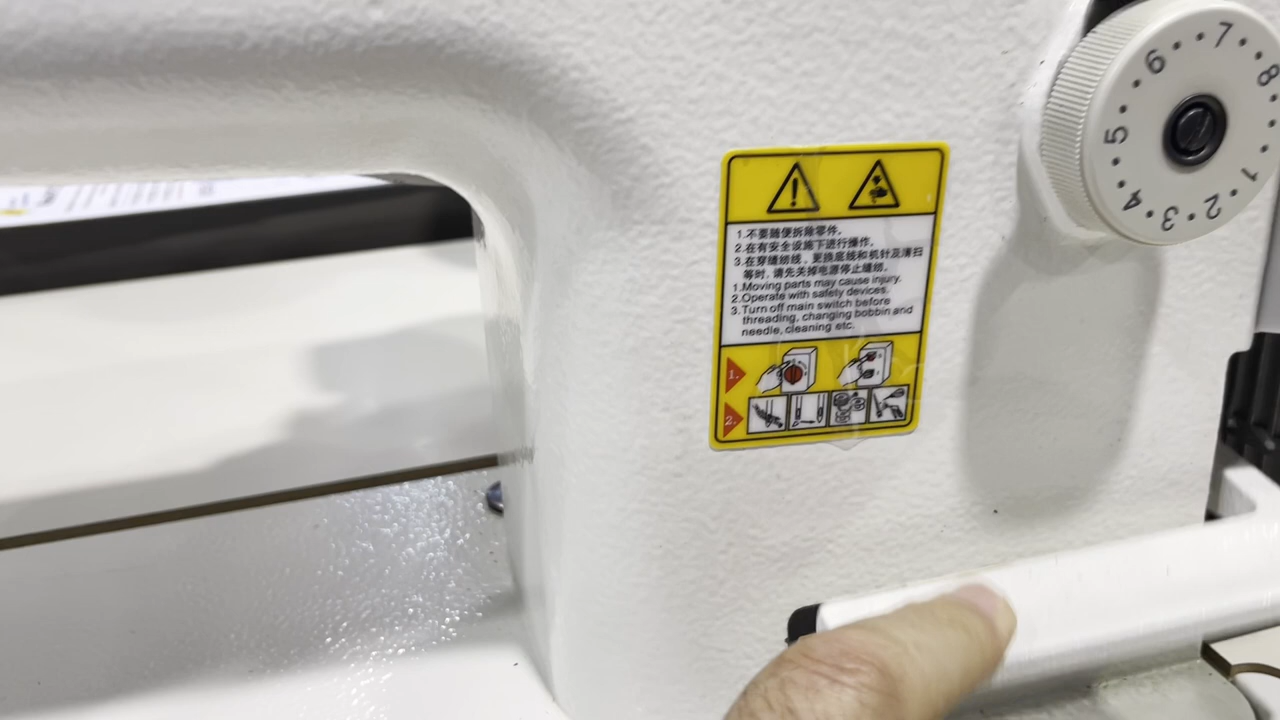 7
6
8
5
1
4
2
3
1.不要随便拆除零件。
2.在有安全设施下进行操作。
3.在穿缝纫线、更换底线和机针及清扫
等时,请先关掉电源停止缝纫。
1.Moving parts may cause injury.
2.Operate with safety devices.
3.Turn off main switch before
threading, changing bobbin and
needle, cleaning etc.
1.
2.